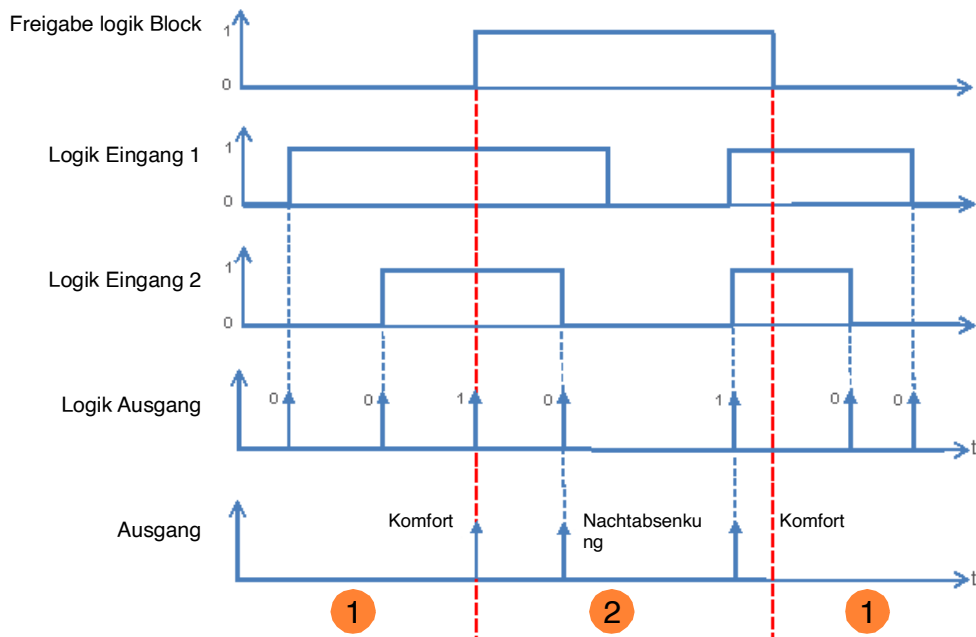 Freigabe logik Block
1
0
Logik Eingang 1
1
0
Logik Eingang 2
1
0
Logik Ausgang
0
0
1
0
1
0
0
t
Ausgang
Komfort
Nachtabsenku
ng
Komfort
t
1
2
1